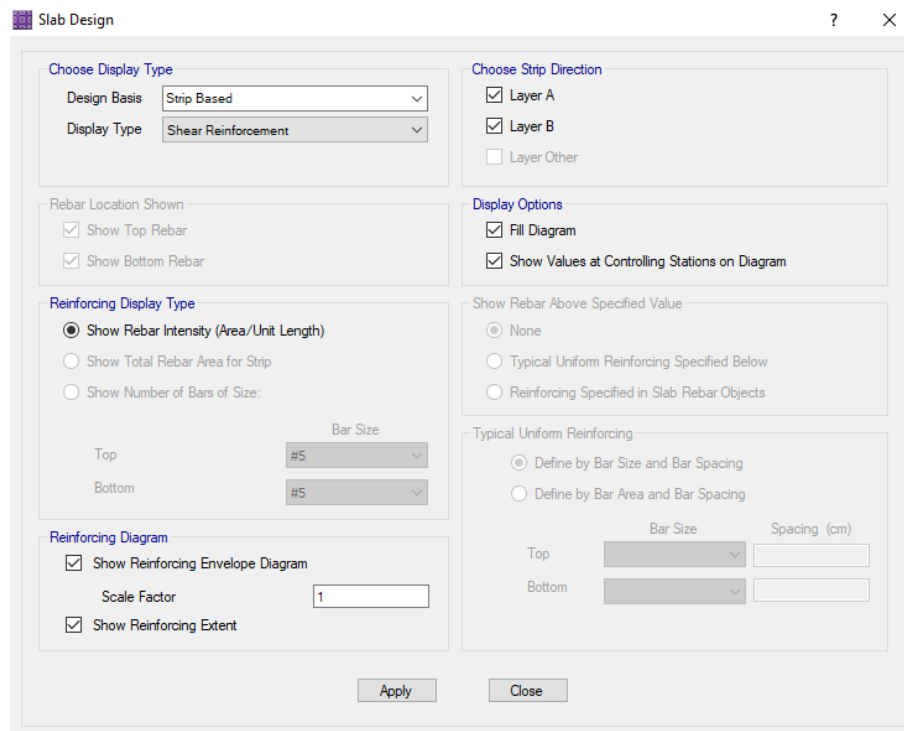 Slab Design
?
Choose Display Type
Design Basis Strip Based
Display Type Shear Reinforcement
Choose Strip Direction
Layer A
Layer B
Layer Other
Rebar Location Shown
Show Top Rebar
Show Bottom Rebar
Display Options
Fill Diagram
Show Values at Controlling Stations on Diagram
Reinforcing Display Type
Show Rebar Intensity (Area/Unit Length)
Show Total Rebar Area for Strip
Show Number of Bars of Size:
Bar Size
Top #5
Bottom #5
Show Rebar Above Specified Value
None
Typical Uniform Reinforcing Specified Below
Reinforcing Specified in Slab Rebar Objects
Typical Uniform Reinforcing
Define by Bar Size and Bar Spacing
Define by Bar Area and Bar Spacing
Bar Size Spacing (cm)
Top
Bottom
Reinforcing Diagram
Show Reinforcing Envelope Diagram
Scale Factor 1
Show Reinforcing Extent
Apply Close